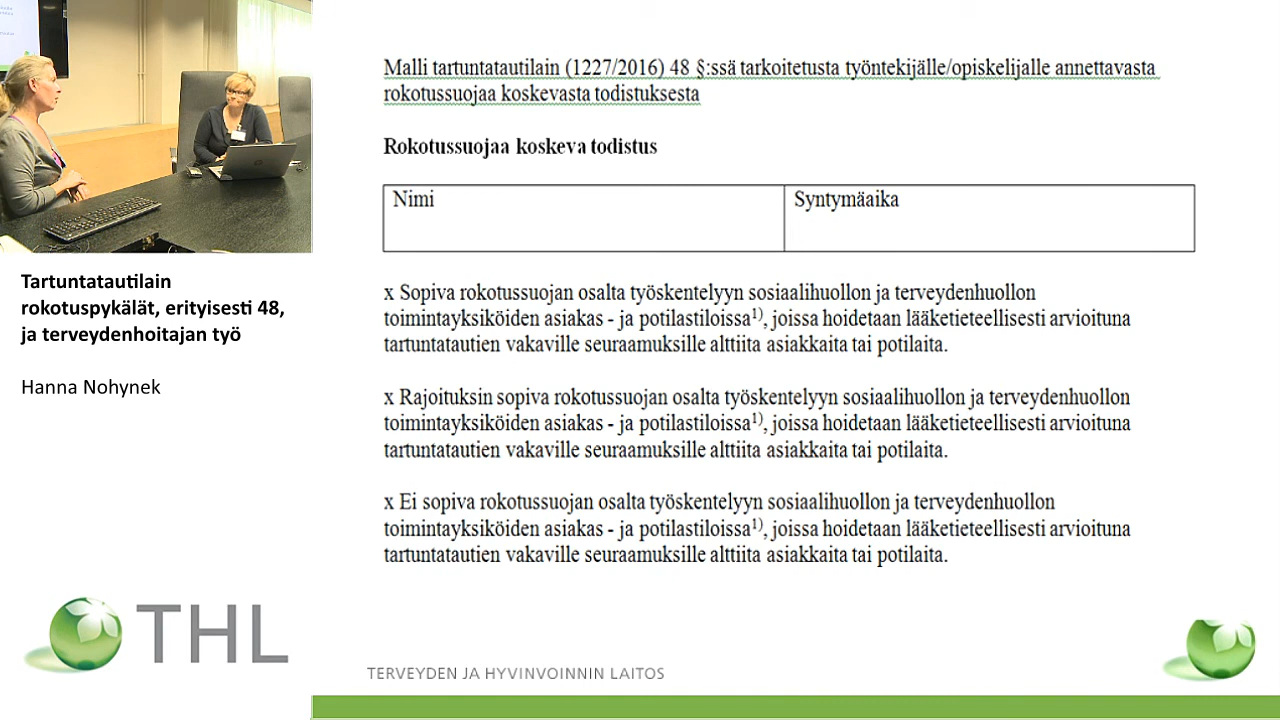 Tartuntatautilain
rokotuspykälät, erityisesti 48,
ja terveydenhoitajan työ
Hanna Nohynek
THL
Malli tartuntatautilain (1227/2016) 48 §:ssä tarkoitetusta työntekijälle/opiskelijalle annettavasta
rokotussuojaa koskevasta todistuksesta
Rokotussuojaa koskeva todistus
Nimi
Syntymäaika
x Sopiva rokotussuojan osalta työskentelyyn sosiaalihuollon ja terveydenhuollon
toimintayksiköiden asiakas - ja potilastiloissa1), joissa hoidetaan lääketieteellisesti arvioituna
tartuntatautien vakaville seuraamuksille alttiita asiakkaita tai potilaita.
x Rajoituksin sopiva rokotussuojan osalta työskentelyyn sosiaalihuollon ja terveydenhuollon
toimintayksiköiden asiakas - ja potilastiloissa1), joissa hoidetaan lääketieteellisesti arvioituna
tartuntatautien vakaville seuraamuksille alttiita asiakkaita tai potilaita.
x Ei sopiva rokotussuojan osalta työskentelyyn sosiaalihuollon ja terveydenhuollon
toimintayksiköiden asiakas - ja potilastiloissa1), joissa hoidetaan lääketieteellisesti arvioituna
tartuntatautien vakaville seuraamuksille alttiita asiakkaita tai potilaita.
TERVEYDEN JA HYVINVOINNIN LAITOS